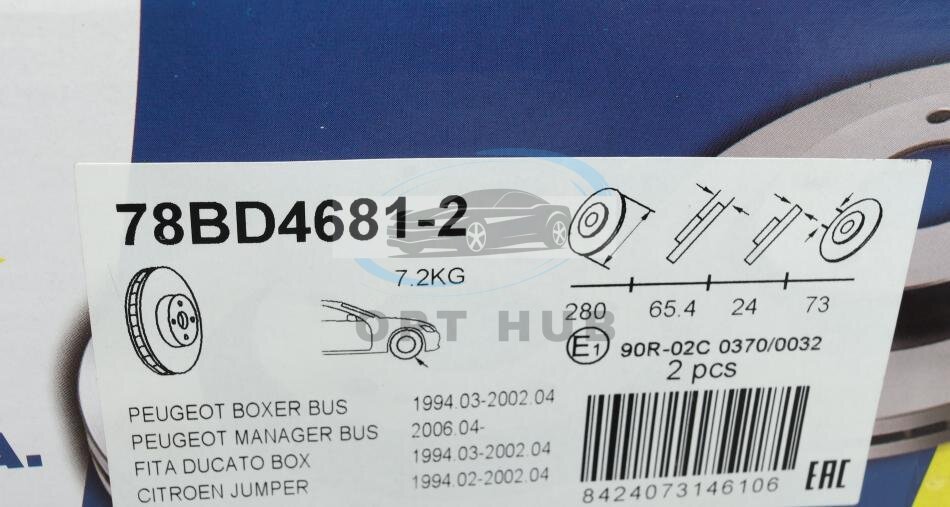 78BD4681-2
7.2KG
280 65.4 24 73
OPT HUB
E1 90R-02C 0370/0032
2 pcs
PEUGEOT BOXER BUS 1994.03-2002.04
PEUGEOT MANAGER BUS 2006.04-
FITA DUCATO BOX 1994.03-2002.04
CITROEN JUMPER 1994.02-2002.04
8424073146106
EAC
A.